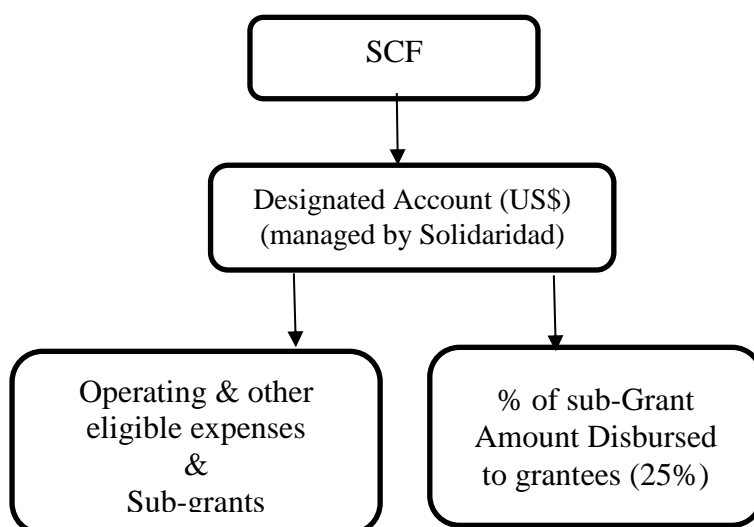 SCF
Designated Account (US$)
(managed by Solidaridad)
Operating & other
eligible expenses
&
Sub-grants
% of sub-Grant
Amount Disbursed
to grantees (25%)